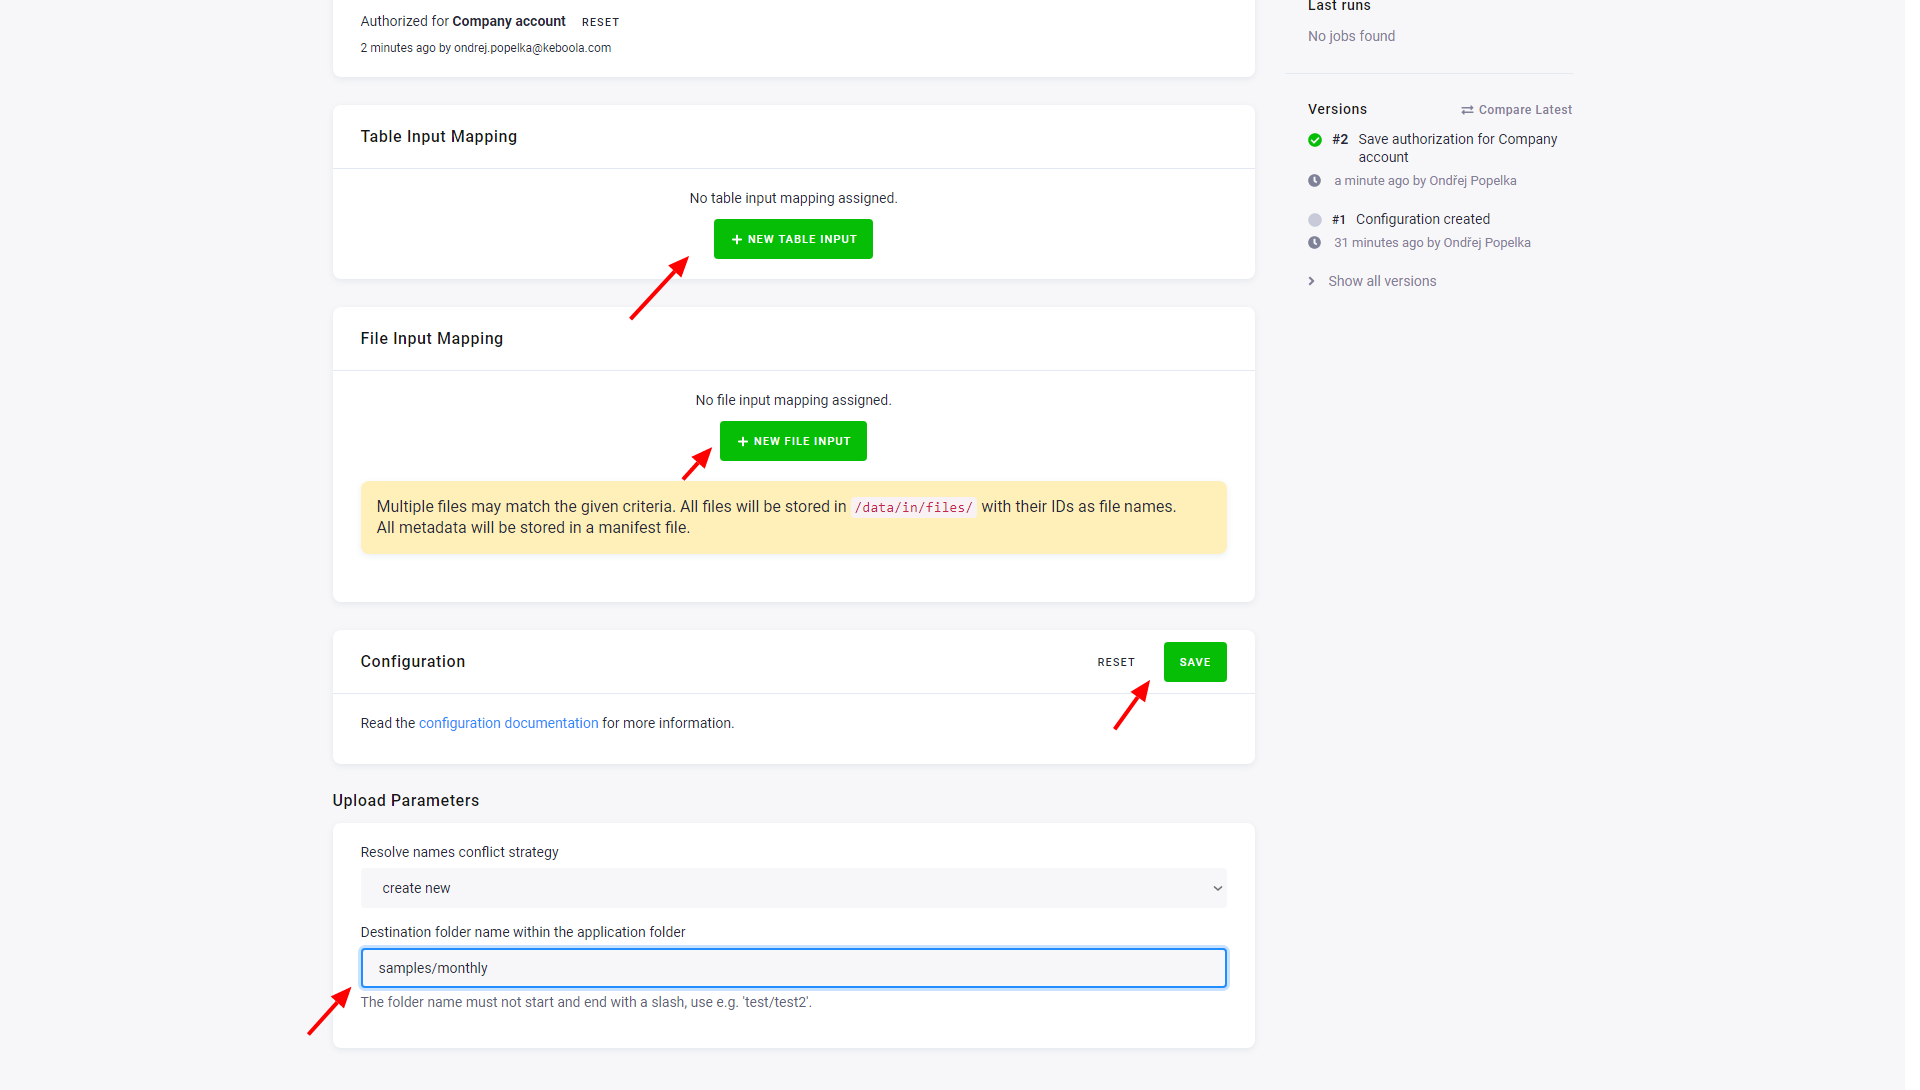 Authorized for Company account RESET
2 minutes ago by ondrej.popelka@keboola.com
Table Input Mapping
No table input mapping assigned.
+ NEW TABLE INPUT
File Input Mapping
No file input mapping assigned.
+ NEW FILE INPUT
Multiple files may match the given criteria. All files will be stored in /data/in/files/ with their IDs as file names.
All metadata will be stored in a manifest file.
Configuration
RESET
SAVE
Read the configuration documentation for more information.
Upload Parameters
Resolve names conflict strategy
create new
Destination folder name within the application folder
samples/monthly
The folder name must not start and end with a slash, use e.g. 'test/test2'.
Last runs
No jobs found
Versions
Compare Latest
#2 Save authorization for Company
account
a minute ago by Ondřej Popelka
#1 Configuration created
31 minutes ago by Ondřej Popelka
Show all versions